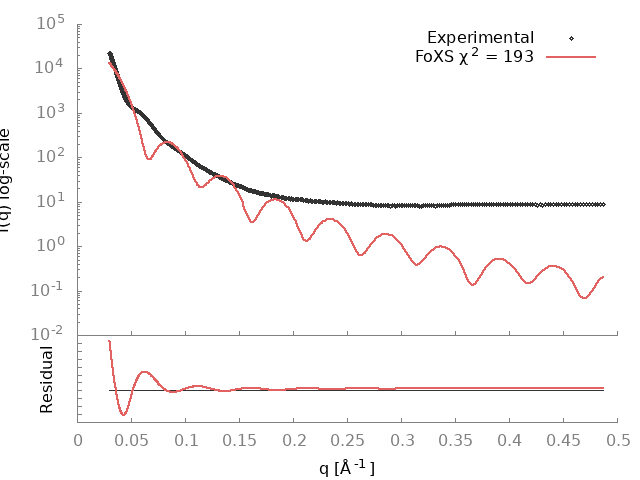 10^5
Experimental
FoXS χ^2 = 193
10^4
10^3
10^2
10^1
10^0
10^-1
10^-2
I(q) log-scale
Residual
0 0.05 0.1 0.15 0.2 0.25 0.3 0.35 0.4 0.45 0.5
q [Å^-1]